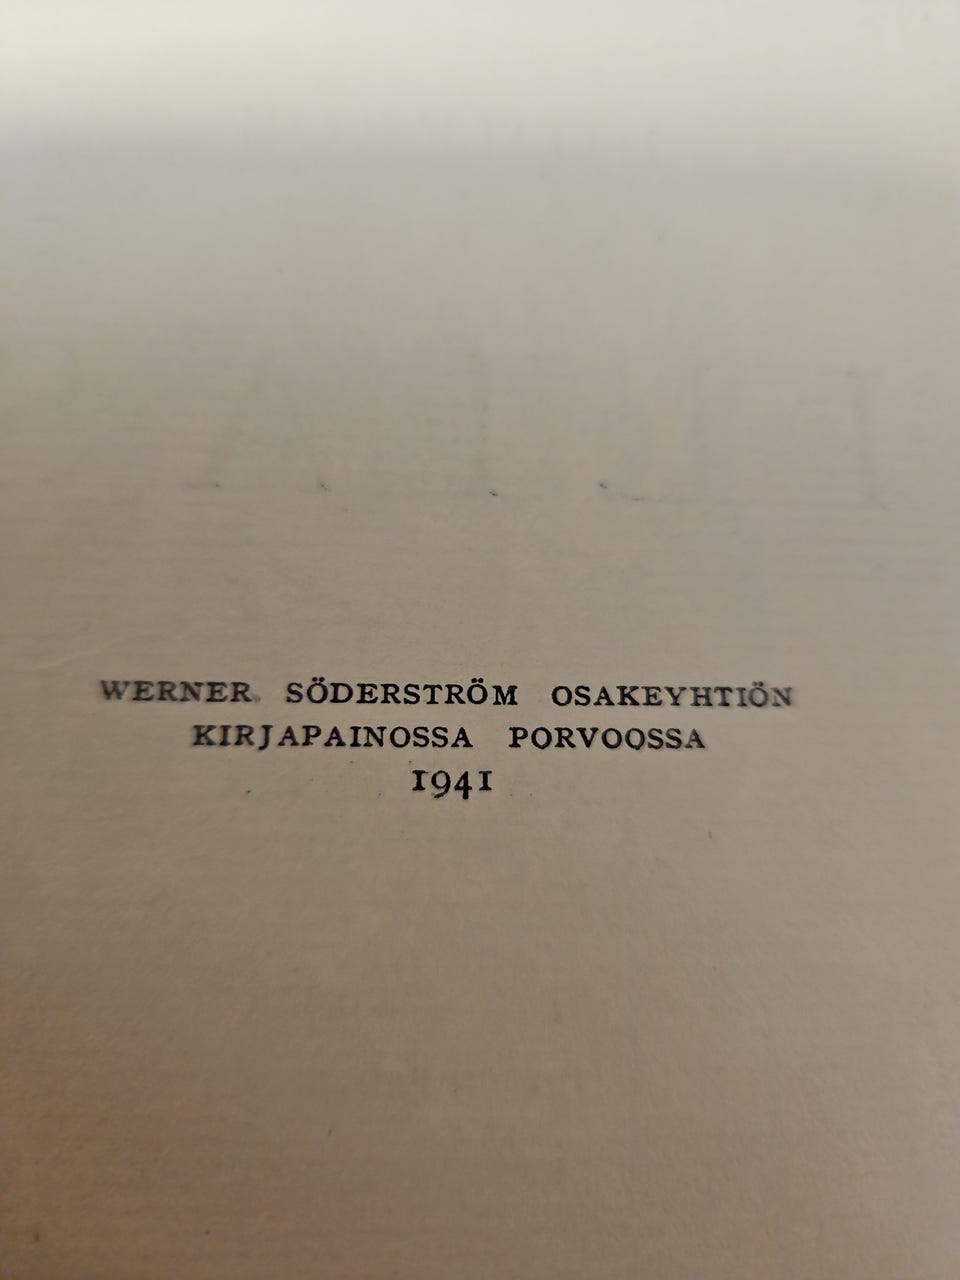 WERNER SÖDERSTRÖM OSAKEYHTIÖN
KIRJAPAINOSSA PORVOOSSA
1941